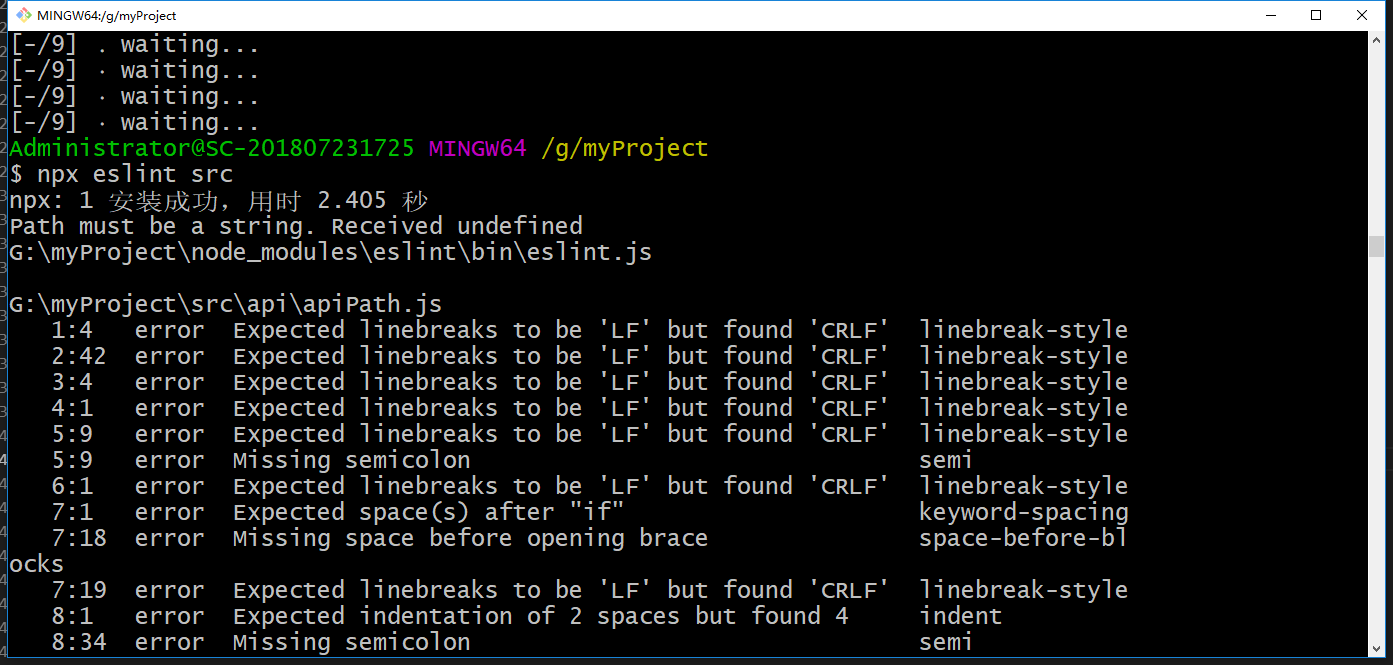 MINGW64:/g/myProject
[-/9] . waiting...
[-/9] · waiting...
[-/9] · waiting...
[-/9] · waiting...
Administrator@SC-201807231725 MINGW64 /g/myProject
$ npx eslint src
npx: 1 安装成功，用时 2.405 秒
Path must be a string. Received undefined
G:\myProject\node_modules\eslint\bin\eslint.js
G:\myProject\src\api\apiPath.js
1:4 error Expected linebreaks to be 'LF' but found 'CRLF' linebreak-style
2:42 error Expected linebreaks to be 'LF' but found 'CRLF' linebreak-style
3:4 error Expected linebreaks to be 'LF' but found 'CRLF' linebreak-style
4:1 error Expected linebreaks to be 'LF' but found 'CRLF' linebreak-style
5:9 error Expected linebreaks to be 'LF' but found 'CRLF' linebreak-style
5:9 error Missing semicolon semi
6:1 error Expected linebreaks to be 'LF' but found 'CRLF' linebreak-style
7:1 error Expected space(s) after "if" keyword-spacing
7:18 error Missing space before opening brace space-before-bl
ocks
7:19 error Expected linebreaks to be 'LF' but found 'CRLF' linebreak-style
8:1 error Expected indentation of 2 spaces but found 4 indent
8:34 error Missing semicolon semi